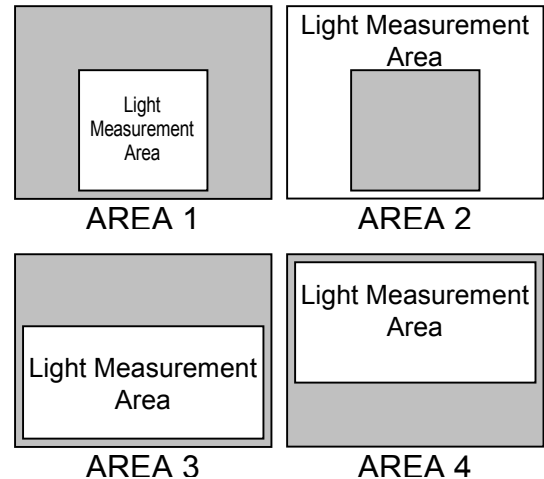 Light
Measurement
Area
AREA 1
Light Measurement
Area
AREA 2
Light Measurement
Area
AREA 3
Light Measurement
Area
AREA 4